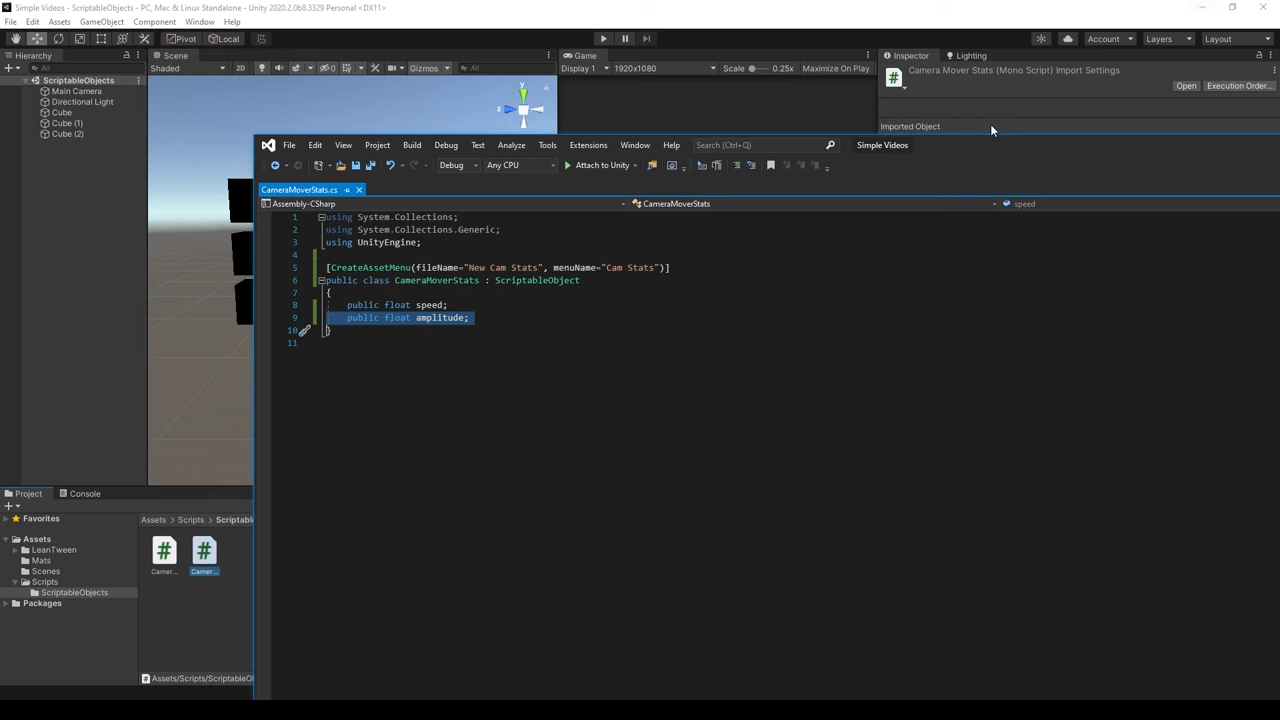 Simple Videos - ScriptableObjects - PC, Mac & Linux Standalone - Unity 2020.2.0b8.3329 Personal <DX11>
File Edit Assets GameObject Component Window Help
Pivot Local Account Layers Layout
Hierarchy Scene Game Inspector Lighting
All Shaded 2D 0 Gizmos All Display 1 1920x1080 Scale 0.25x Maximize On Play
Camera Mover Stats (Mono Script) Import Settings
Open Execution Order...
ScriptableObjects
Main Camera
Directional Light
Cube
Cube (1)
Cube (2)
y
z
Imported Object
File Edit View Project Build Debug Test Analyze Tools Extensions Window Help Search (Ctrl+Q) Simple Videos
Debug Any CPU Attach to Unity
CameraMoverStats.cs
Assembly-CSharp CameraMoverStats speed
1 using System.Collections;
2 using System.Collections.Generic;
3 using UnityEngine;
4
5 [CreateAssetMenu(fileName="New Cam Stats", menuName="Cam Stats")]
6 public class CameraMoverStats : ScriptableObject
7 {
8 public float speed;
9 public float amplitude;
10 }
11
Project Console
Favorites
Assets
LeanTween
Mats
Scenes
Scripts
ScriptableObjects
Packages
Assets > Scripts > Scriptabl
Camer... Camer...
Assets/Scripts/ScriptableO